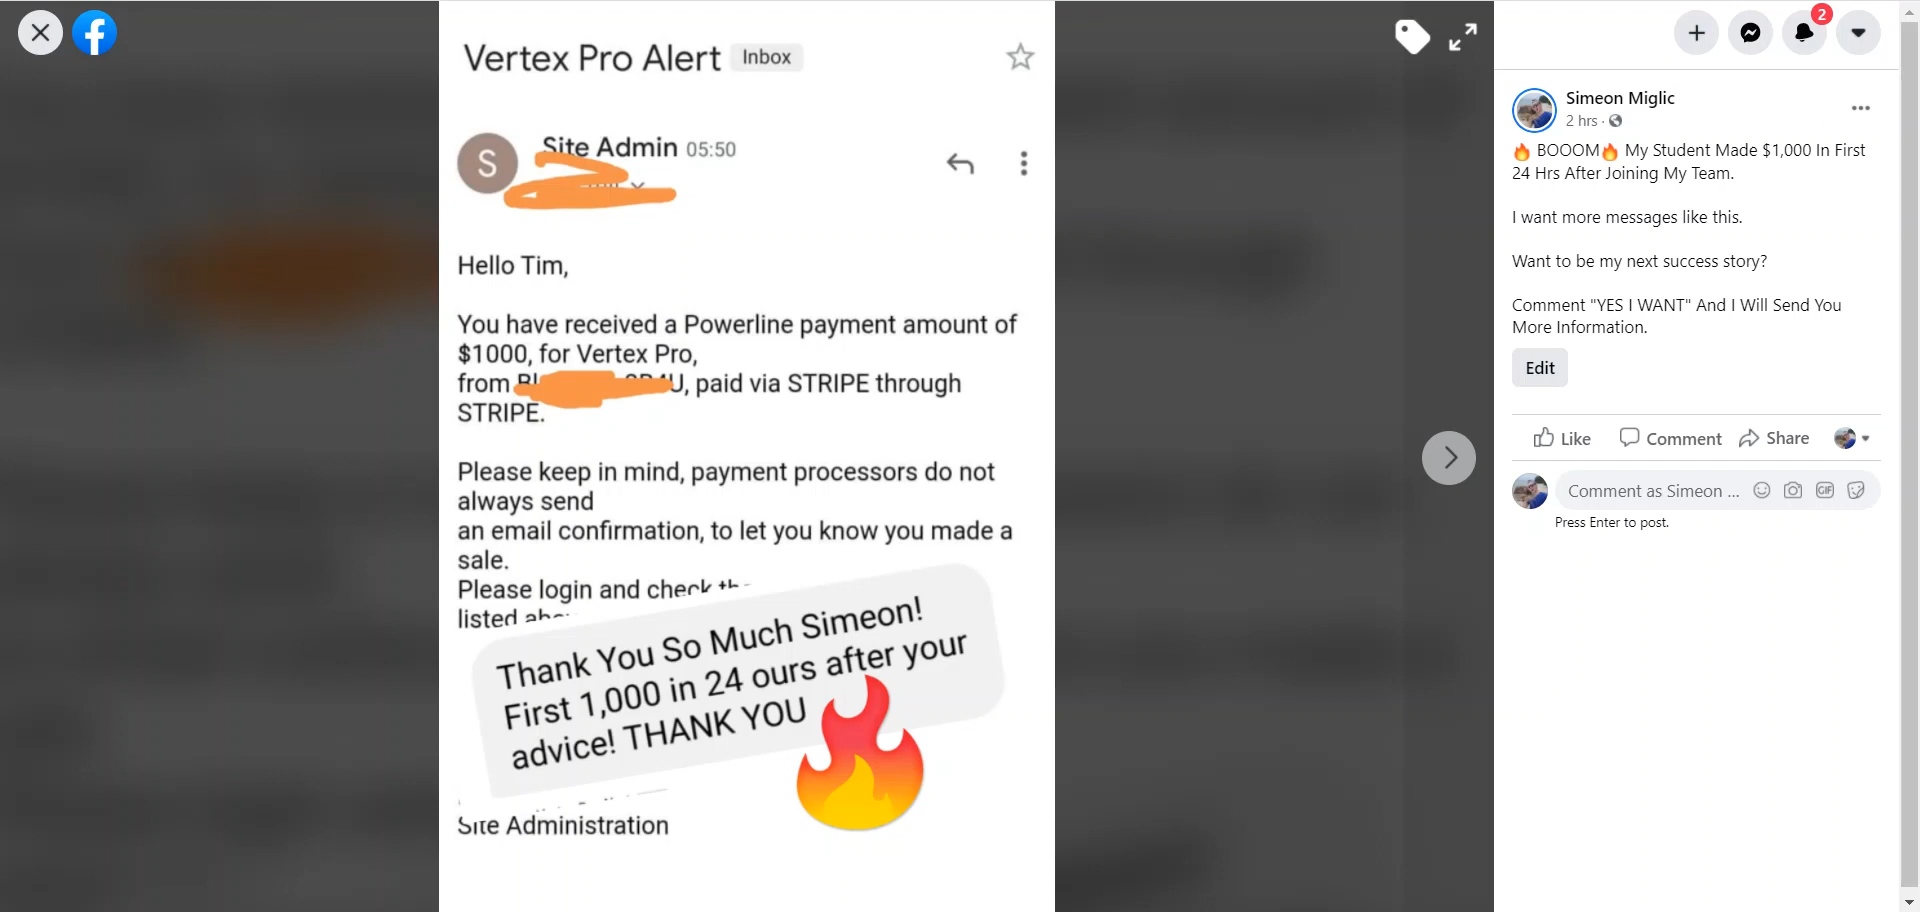 Vertex Pro Alert Inbox
S
Site Admin 05:50
Hello Tim,
You have received a Powerline payment amount of
$1000, for Vertex Pro,
from , paid via STRIPE through
STRIPE.
Please keep in mind, payment processors do not
always send
an email confirmation, to let you know you made a
sale.
Please login and check
listed
Thank You So Much Simeon!
First 1,000 in 24 ours after your
advice! THANK YOU
Site Administration
2
Simeon Miglic
2 hrs ·
BOOOM My Student Made $1,000 In First
24 Hrs After Joining My Team.
I want more messages like this.
Want to be my next success story?
Comment "YES I WANT" And I Will Send You
More Information.
Edit
Like Comment Share
Comment as Simeon ... GIF
Press Enter to post.